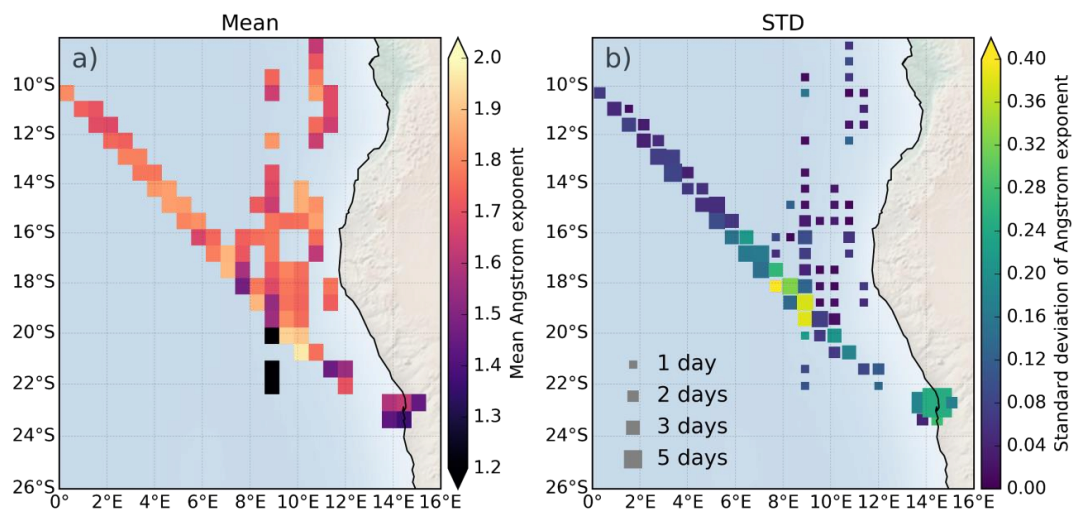 Mean
STD
a)
b)
10°S
12°S
14°S
16°S
18°S
20°S
22°S
24°S
26°S
0°
2°E
4°E
6°E
8°E
10°E
12°E
14°E
16°E
2.0
1.9
1.8
1.7
1.6
1.5
1.4
1.3
1.2
Mean Angstrom exponent
10°S
12°S
14°S
16°S
18°S
20°S
22°S
24°S
26°S
1 day
2 days
3 days
5 days
0°
2°E
4°E
6°E
8°E
10°E
12°E
14°E
16°E
0.40
0.36
0.32
0.28
0.24
0.20
0.16
0.12
0.08
0.04
0.00
Standard deviation of Angstrom exponent